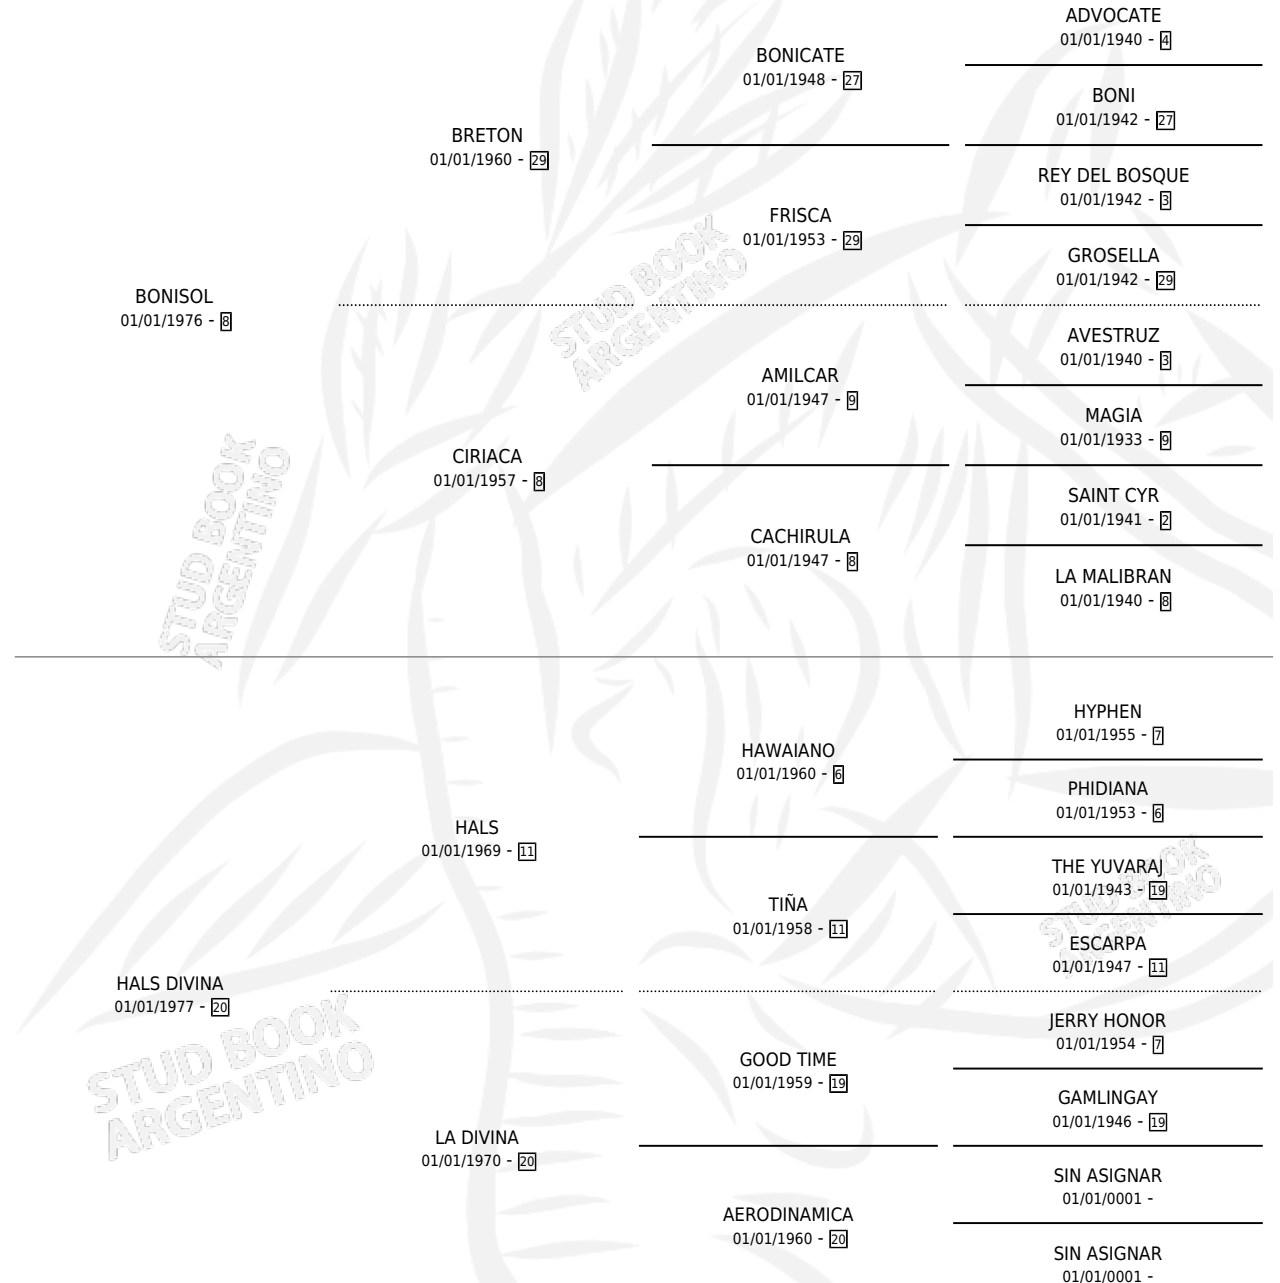 ADVOCATE
01/01/1940 - 4
BONICATE
01/01/1948 - 27
BONI
01/01/1942 - 27
BRETON
01/01/1960 - 29
REY DEL BOSQUE
01/01/1942 - 3
FRISCA
01/01/1953 - 29
GROSELLA
01/01/1942 - 29
BONISOL
01/01/1976 - 8
AVESTRUZ
01/01/1940 - 3
AMILCAR
01/01/1947 - 9
MAGIA
01/01/1933 - 9
CIRIACA
01/01/1957 - 8
SAINT CYR
01/01/1941 - 2
CACHIRULA
01/01/1947 - 8
LA MALIBRAN
01/01/1940 - 8
STUD BOOK
ARGENTINO
STUD BOOK
ARGENTINO
HYPHEN
01/01/1955 - 7
HAWAIANO
01/01/1960 - 6
PHIDIANA
01/01/1953 - 6
HALS
01/01/1969 - 11
THE YUVARAJ
01/01/1943 - 19
TIÑA
01/01/1958 - 11
ESCARPA
01/01/1947 - 11
HALS DIVINA
01/01/1977 - 20
JERRY HONOR
01/01/1954 - 7
GOOD TIME
01/01/1959 - 19
GAMLINGAY
01/01/1946 - 19
LA DIVINA
01/01/1970 - 20
SIN ASIGNAR
01/01/0001 -
AERODINAMICA
01/01/1960 - 20
SIN ASIGNAR
01/01/0001 -
STUD BOOK
ARGENTINO
STUD BOOK
ARGENTINO